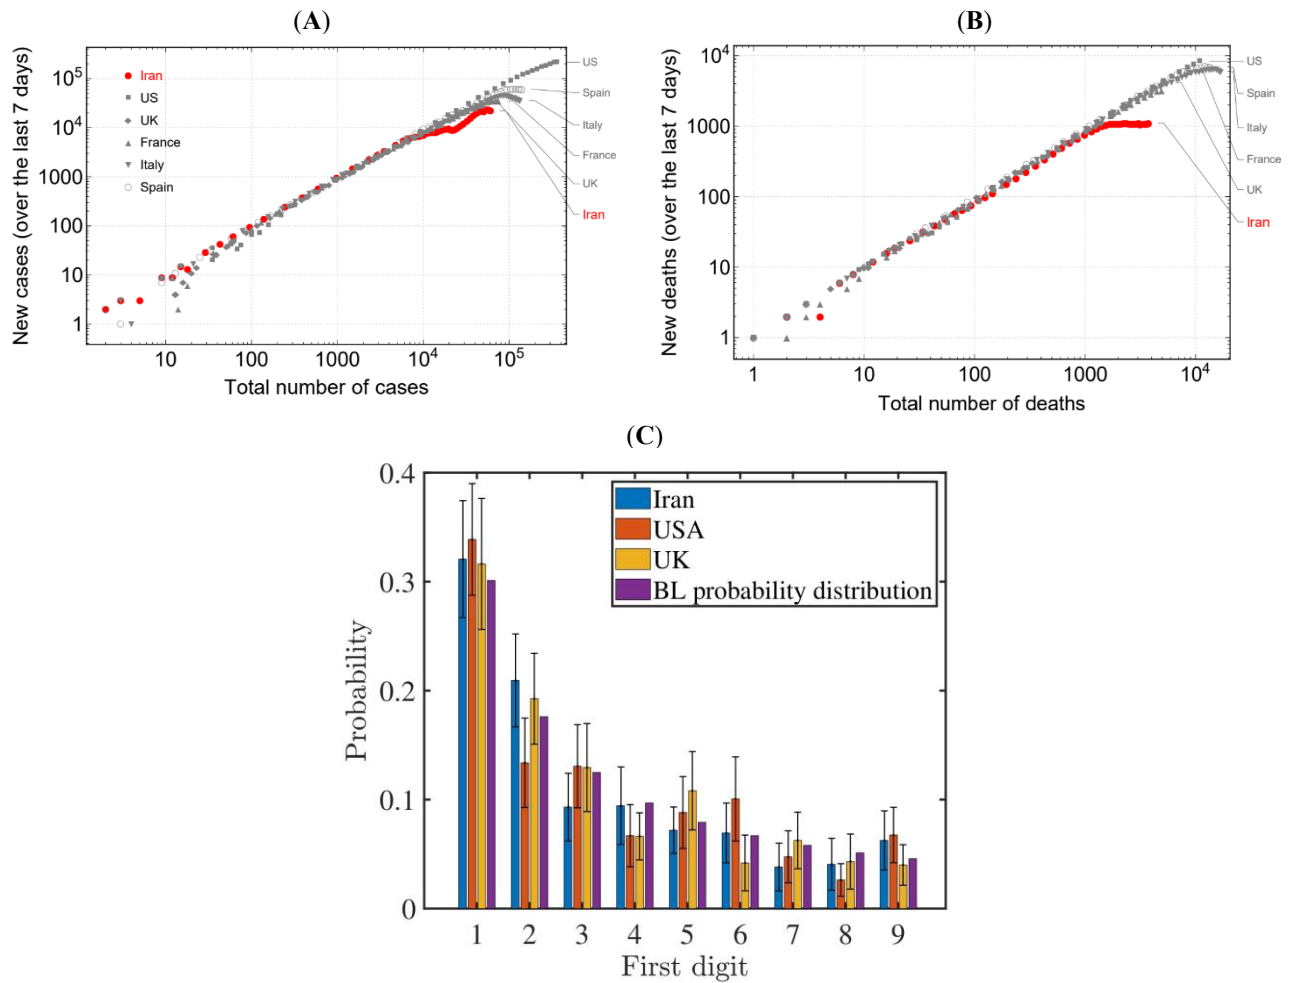 (A)
New cases (over the last 7 days)
10^5
10^4
1000
100
10
1
Iran
US
UK
France
Italy
Spain
US
Spain
Italy
France
UK
Iran
10 100 1000 10^4 10^5
Total number of cases
(B)
New deaths (over the last 7 days)
10^4
1000
100
10
1
US
Spain
Italy
France
UK
Iran
1 10 100 1000 10^4
Total number of deaths
(C)
Probability
0.4
0.3
0.2
0.1
0
Iran
USA
UK
BL probability distribution
1 2 3 4 5 6 7 8 9
First digit